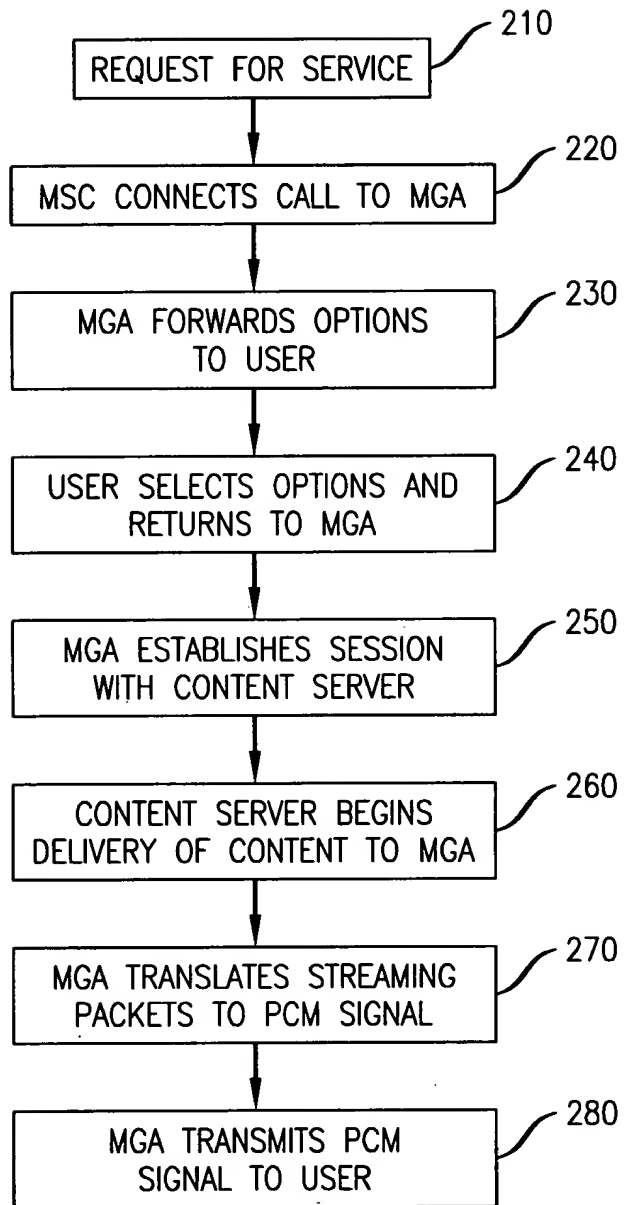 210
REQUEST FOR SERVICE
220
MSC CONNECTS CALL TO MGA
230
MGA FORWARDS OPTIONS
TO USER
240
USER SELECTS OPTIONS AND
RETURNS TO MGA
250
MGA ESTABLISHES SESSION
WITH CONTENT SERVER
260
CONTENT SERVER BEGINS
DELIVERY OF CONTENT TO MGA
270
MGA TRANSLATES STREAMING
PACKETS TO PCM SIGNAL
280
MGA TRANSMITS PCM
SIGNAL TO USER